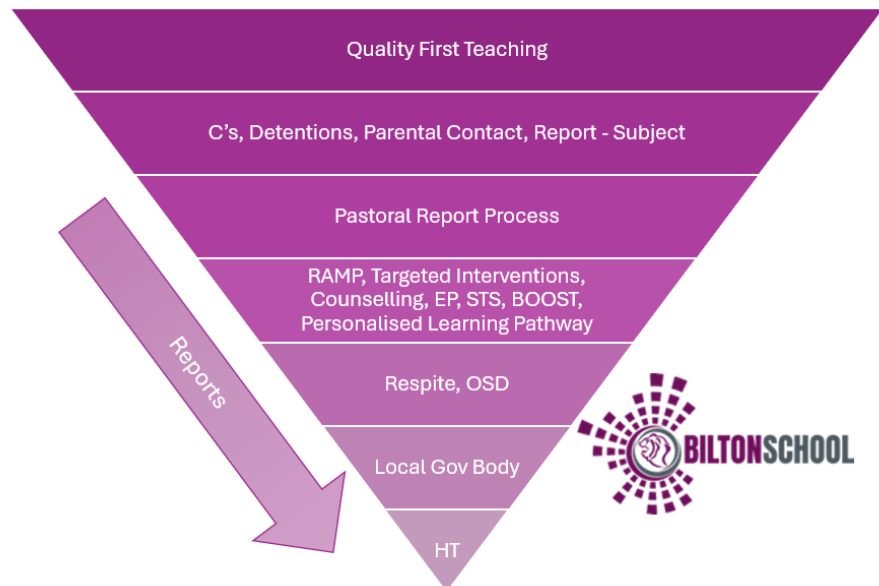 Quality First Teaching
C’s, Detentions, Parental Contact, Report - Subject
Pastoral Report Process
RAMP, Targeted Interventions,
Counselling, EP, STS, BOOST,
Personalised Learning Pathway
Reports
Respite, OSD
BILTONSCHOOL
Local Gov Body
HT